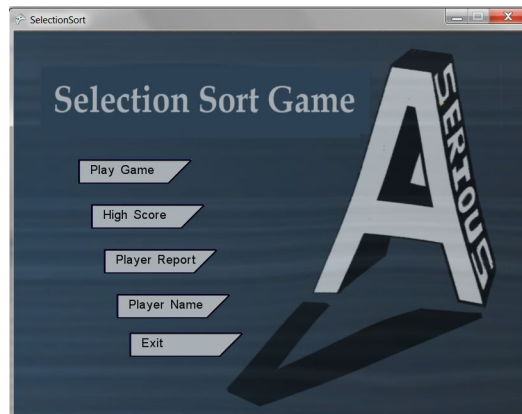 SelectionSort
Selection Sort Game
Play Game
High Score
Player Report
Player Name
Exit
A
SERIOUS